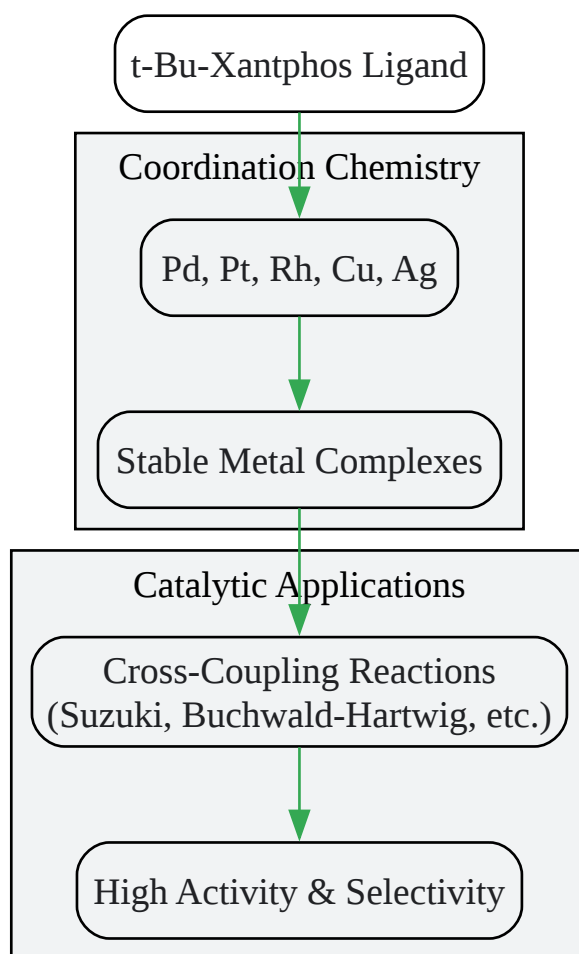 t-Bu-Xantphos Ligand
Coordination Chemistry
Pd, Pt, Rh, Cu, Ag
Stable Metal Complexes
Catalytic Applications
Cross-Coupling Reactions
(Suzuki, Buchwald-Hartwig, etc.)
High Activity & Selectivity